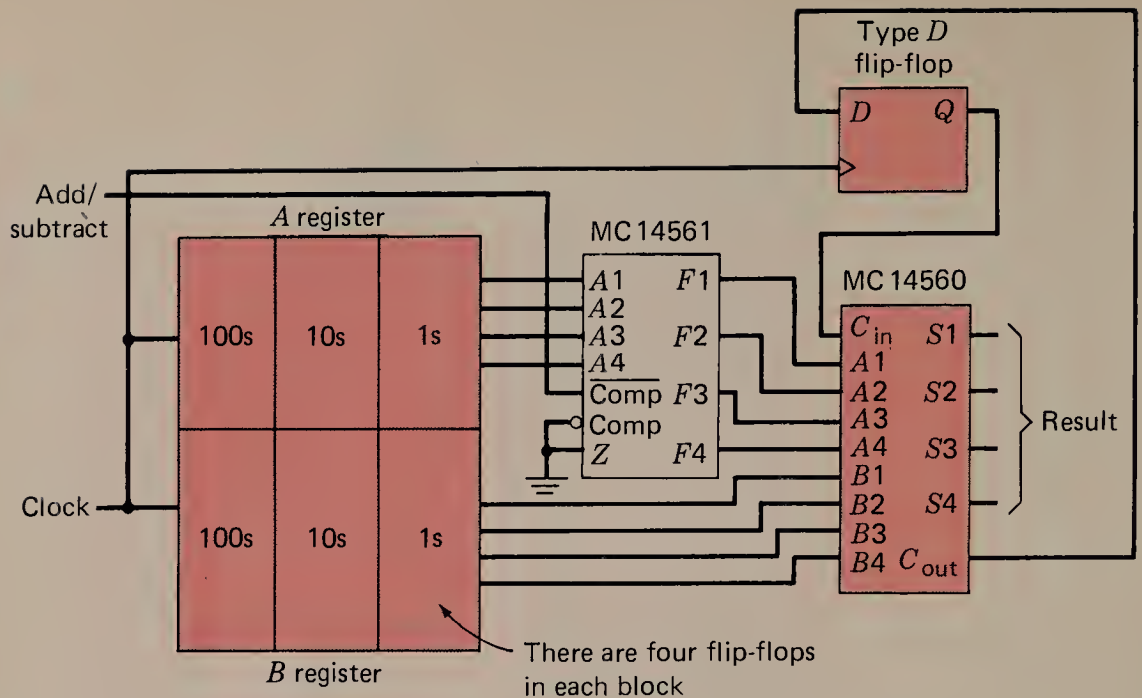 Type D
flip-flop
D Q
Add/
subtract
A register
MC 14561
MC 14560
100s 10s 1s
A1 F1
A2 F2
A3
A4
Comp F3
Comp
Z F4
Cin S1
A1
A2 S2
A3
A4 S3
B1
B2 S4
B3
B4 Cout
Result
Clock
100s 10s 1s
B register
There are four flip-flops
in each block